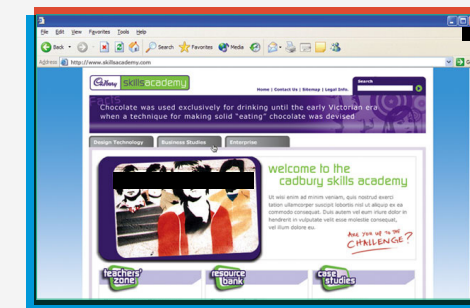 File Edit View Favorites Tools Help
Back Search Favorites Media
Address http://www.skillsacademy.com
Cadbury skillsacademy
Home | Contact Us | Sitemap | Legal Info.
Search
Facts
Chocolate was used exclusively for drinking until the early Victorian era
when a technique for making solid "eating" chocolate was devised
Design Technology Business Studies Enterprise
welcome to the
cadbury skills academy
Ut wisi enim ad minim veniam, quis nostrud exerci
tation ullamcorper suscipit lobortis nisl ut aliquip ex ea
commodo consequat. Duis autem vel eum iriure dolor in
hendrerit in vulputate velit esse molestie consequat,
vel illum dolore eu.
ARE YOU UP TO THE
CHALLENGE?
teachers' zone
resource bank
case studies